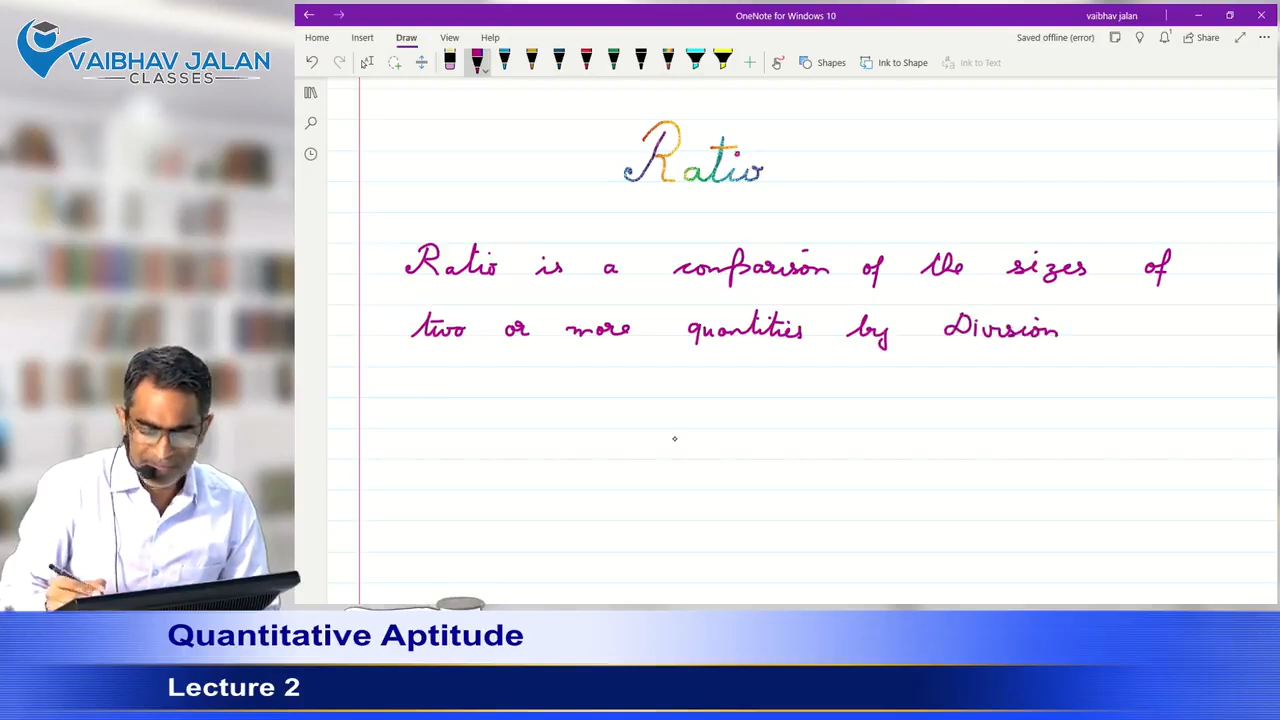 VAIBHAV JALAN
CLASSES
OneNote for Windows 10
vaibhav jalan
Home Insert Draw View Help
Saved offline (error)
Share
Shapes
Ink to Shape
Ink to Text
Ratio
Ratio is a comparison of the sizes of
two or more quantities by Division
Quantitative Aptitude
Lecture 2